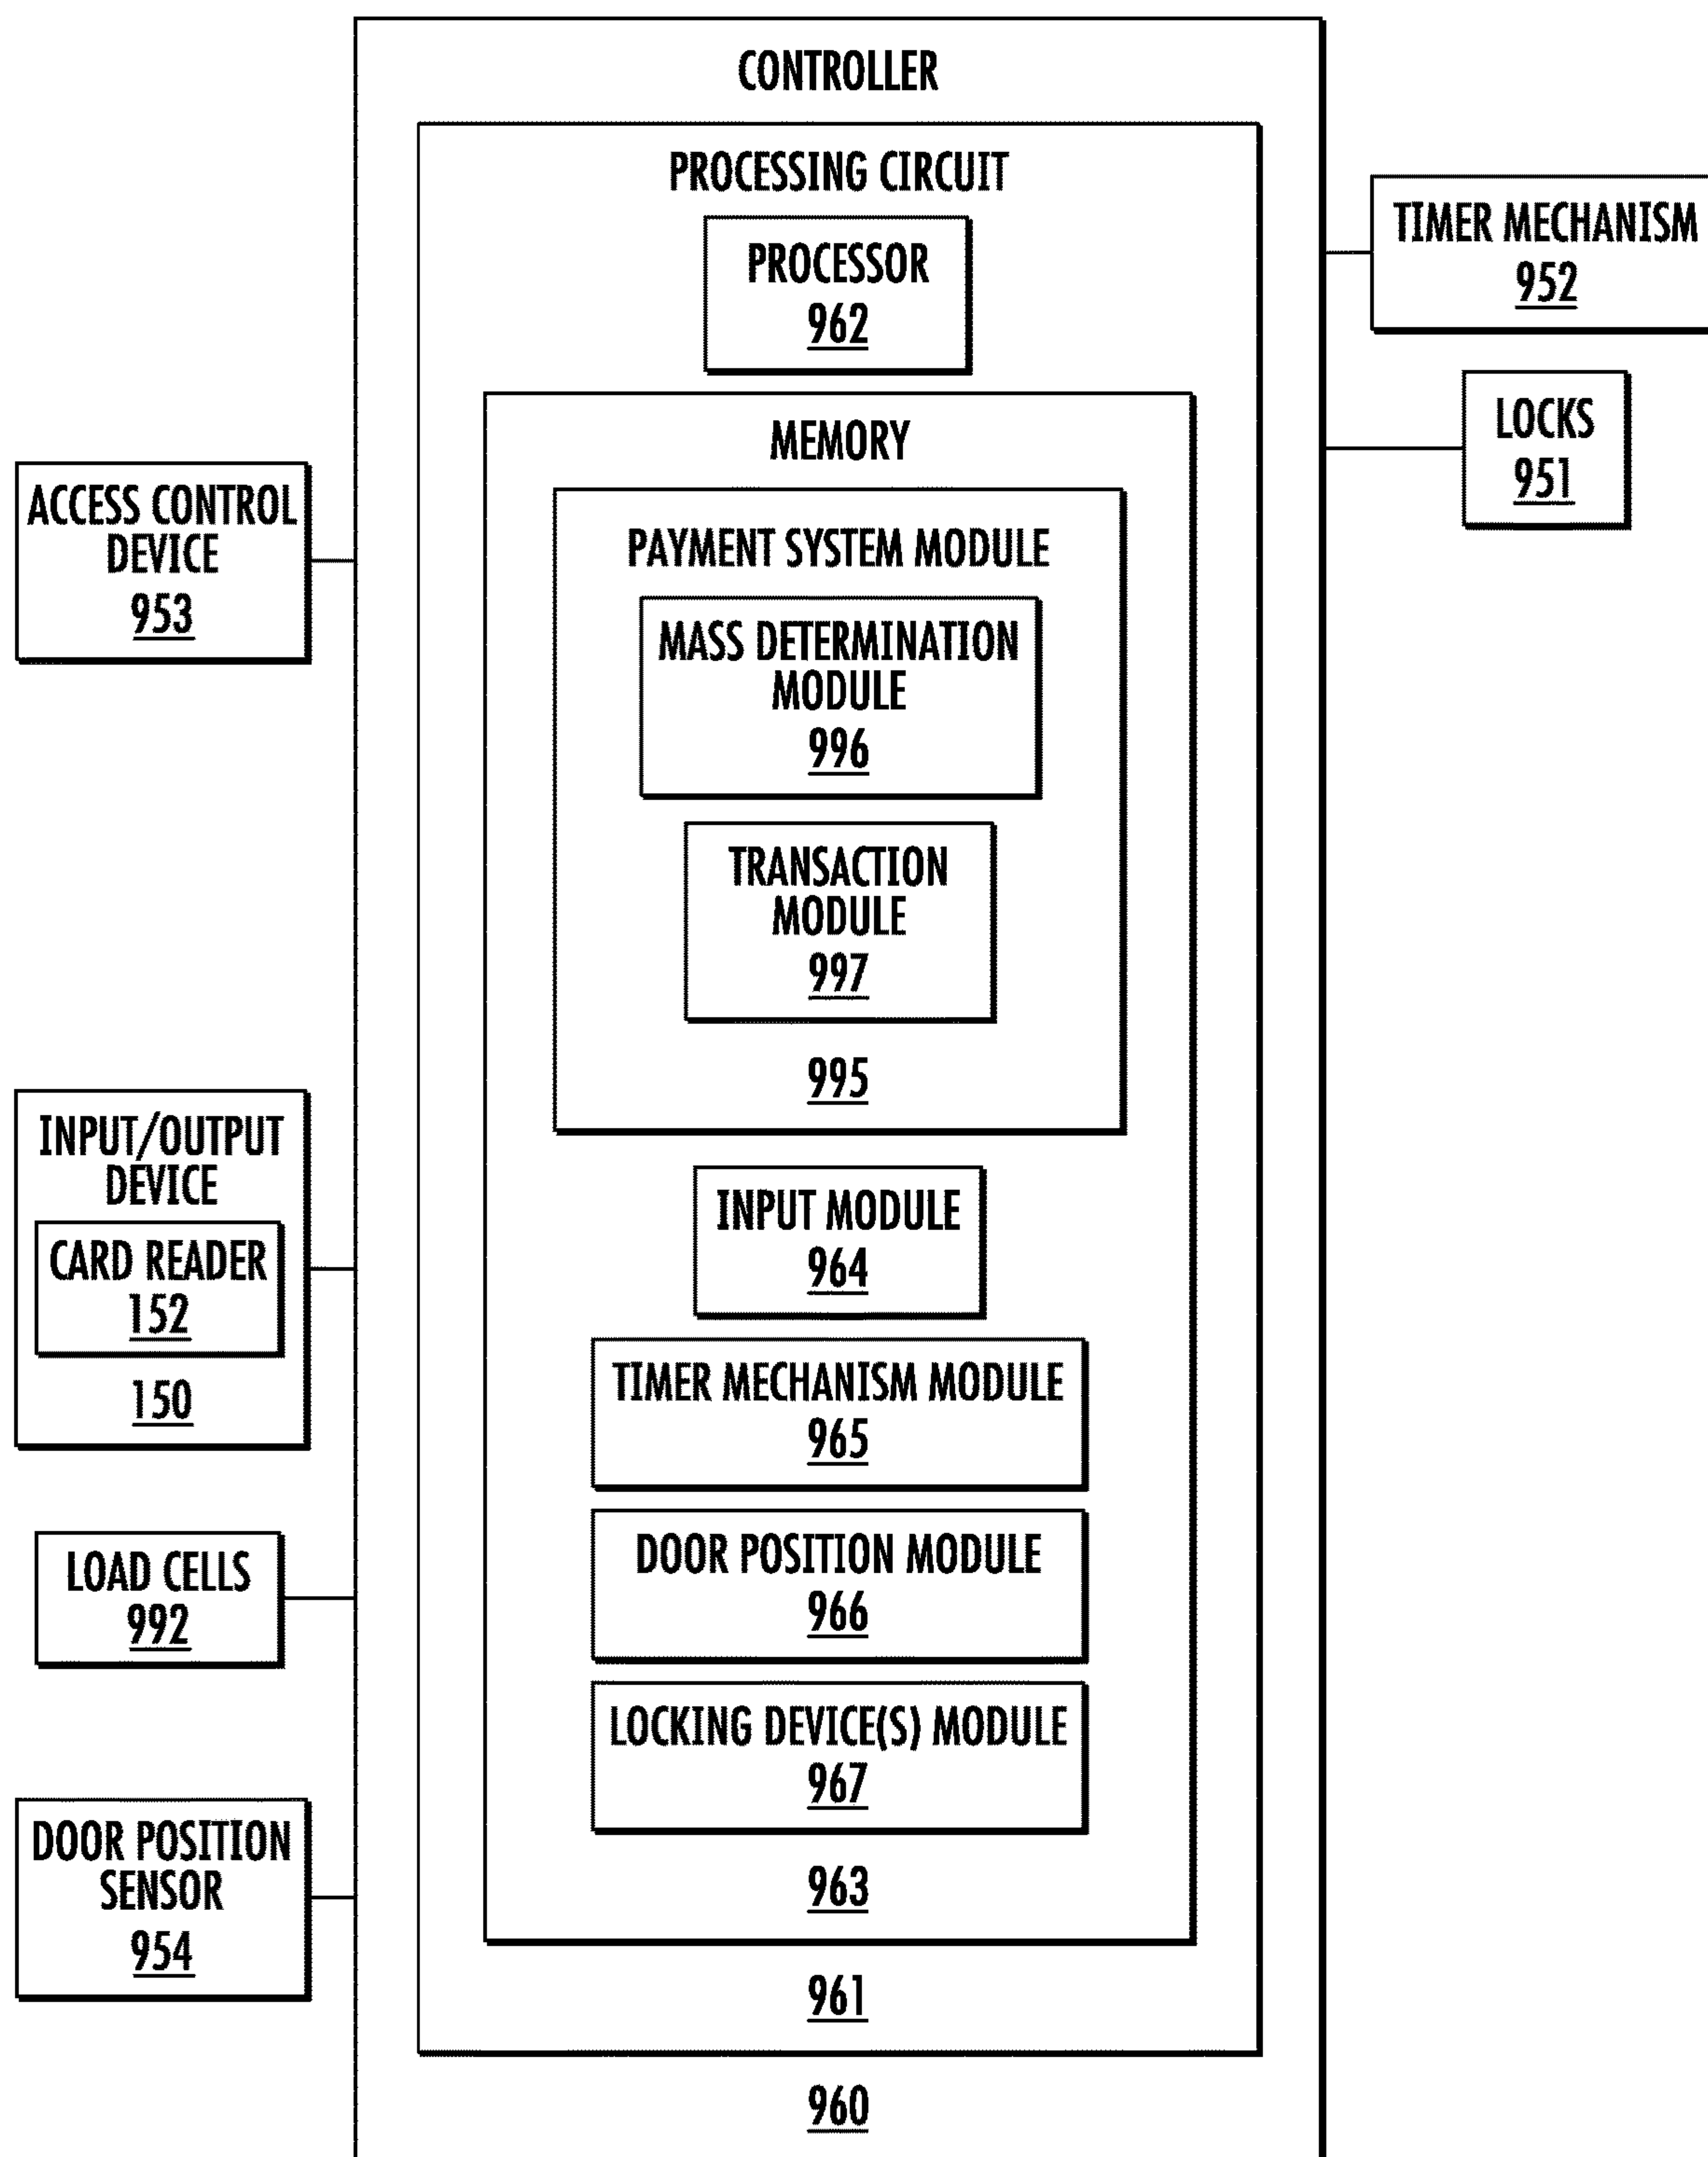 CONTROLLER
PROCESSING CIRCUIT
PROCESSOR
962
MEMORY
PAYMENT SYSTEM MODULE
MASS DETERMINATION
MODULE
996
TRANSACTION
MODULE
997
995
INPUT MODULE
964
TIMER MECHANISM MODULE
965
DOOR POSITION MODULE
966
LOCKING DEVICE(S) MODULE
967
963
961
960
ACCESS CONTROL
DEVICE
953
INPUT/OUTPUT
DEVICE
CARD READER
152
150
LOAD CELLS
992
DOOR POSITION
SENSOR
954
TIMER MECHANISM
952
LOCKS
951